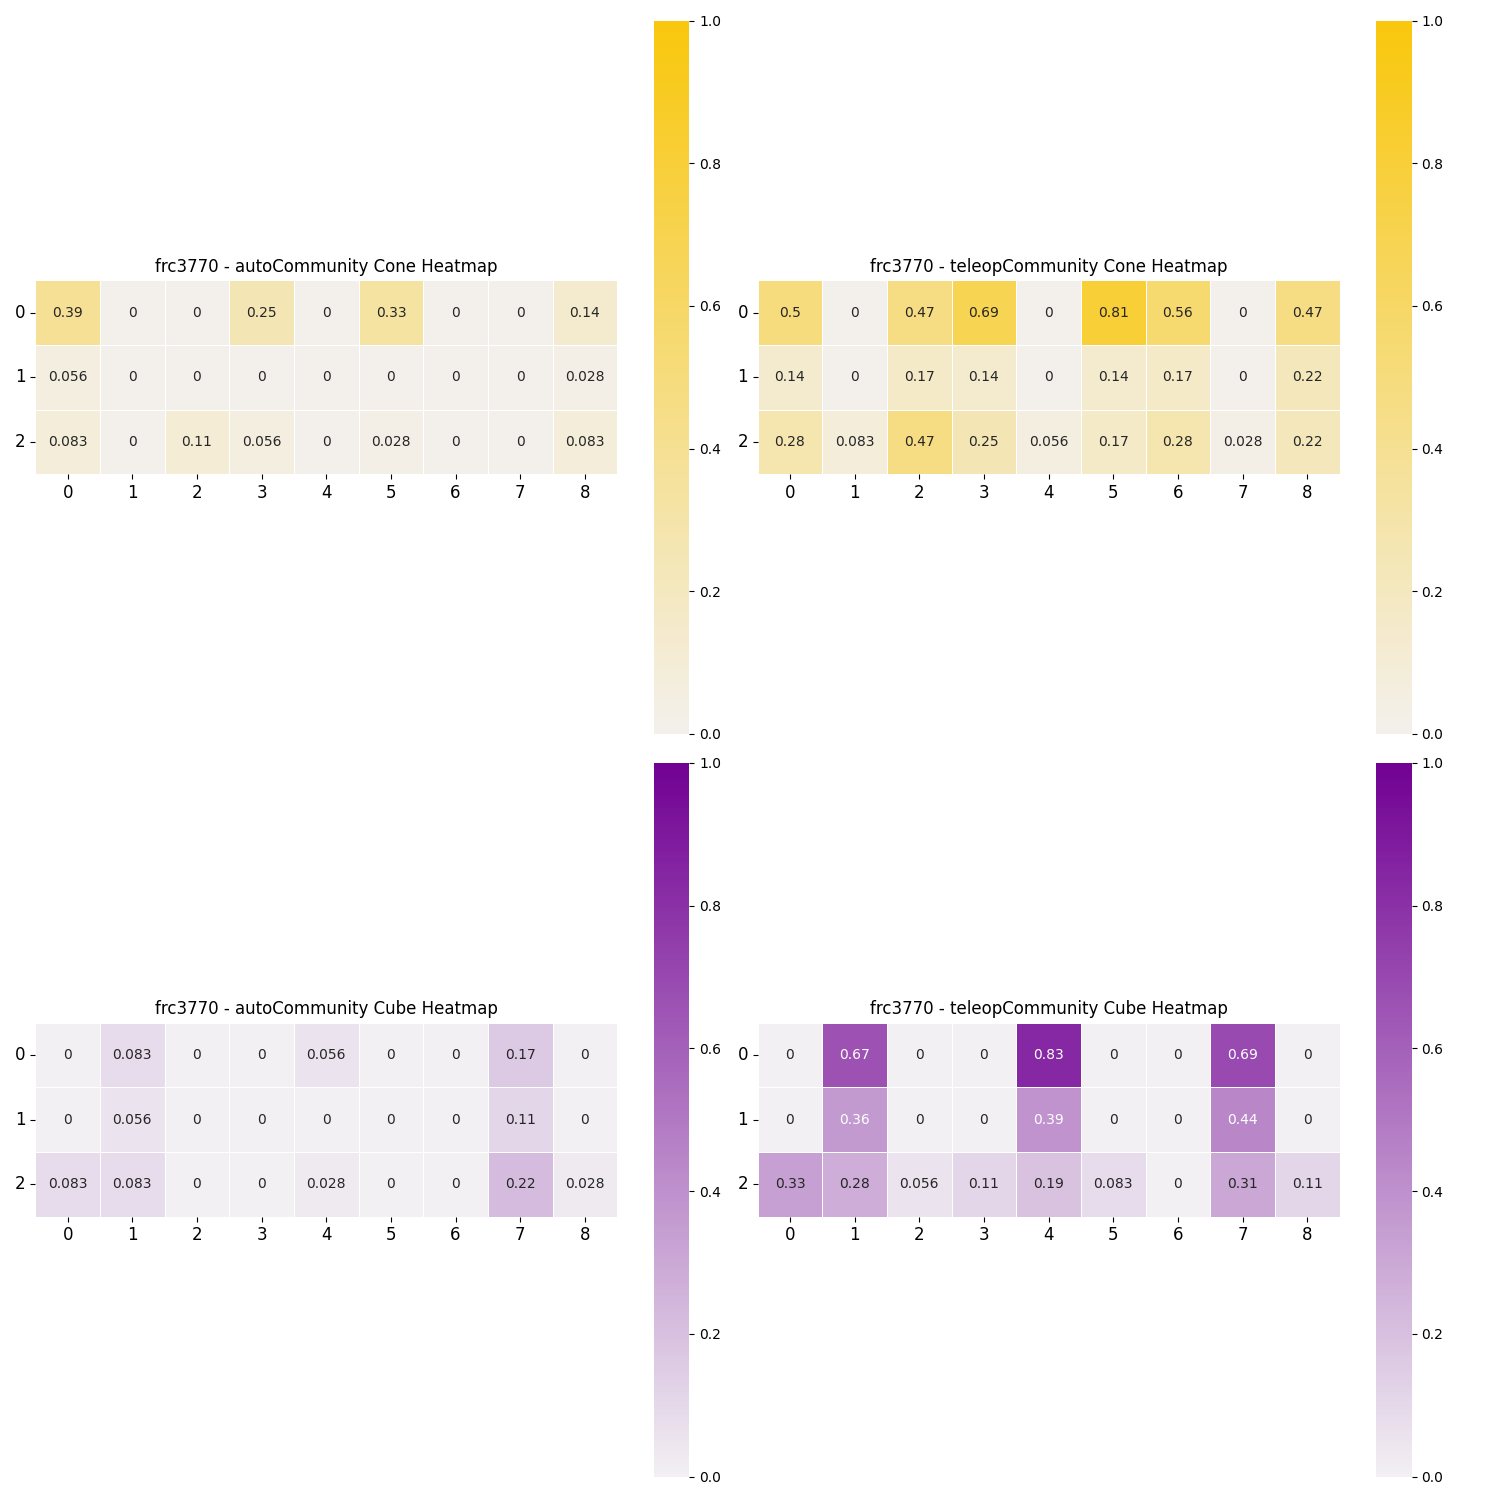 frc3770 - autoCommunity Cone Heatmap
0 0.39 0 0 0.25 0 0.33 0 0 0.14
1 0.056 0 0 0 0 0 0 0 0.028
2 0.083 0 0.11 0.056 0 0.028 0 0 0.083
0 1 2 3 4 5 6 7 8
1.0
0.8
0.6
0.4
0.2
0.0
frc3770 - teleopCommunity Cone Heatmap
0 0.5 0 0.47 0.69 0 0.81 0.56 0 0.47
1 0.14 0 0.17 0.14 0 0.14 0.17 0 0.22
2 0.28 0.083 0.47 0.25 0.056 0.17 0.28 0.028 0.22
0 1 2 3 4 5 6 7 8
1.0
0.8
0.6
0.4
0.2
0.0
frc3770 - autoCommunity Cube Heatmap
0 0 0.083 0 0 0.056 0 0 0.17 0
1 0 0.056 0 0 0 0 0 0.11 0
2 0.083 0.083 0 0 0.028 0 0 0.22 0.028
0 1 2 3 4 5 6 7 8
1.0
0.8
0.6
0.4
0.2
0.0
frc3770 - teleopCommunity Cube Heatmap
0 0 0.67 0 0 0.83 0 0 0.69 0
1 0 0.36 0 0 0.39 0 0 0.44 0
2 0.33 0.28 0.056 0.11 0.19 0.083 0 0.31 0.11
0 1 2 3 4 5 6 7 8
1.0
0.8
0.6
0.4
0.2
0.0